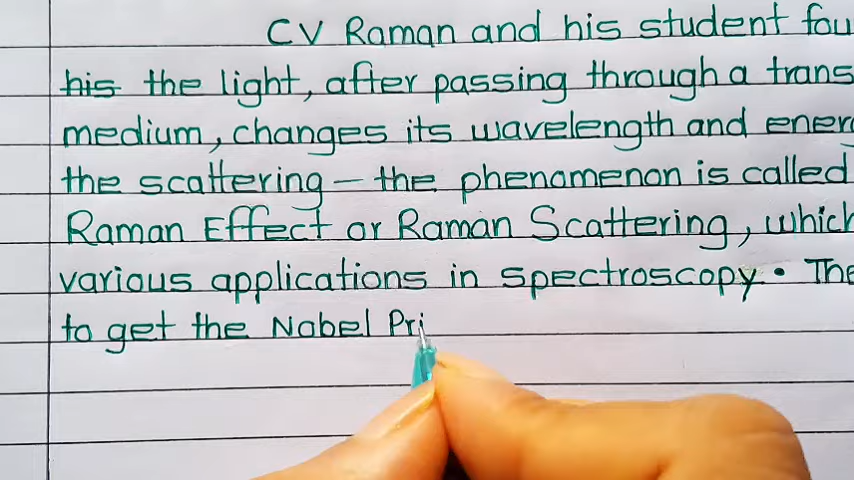 CV Raman and his student fou
his the light, after passing through a trans
medium, changes its wavelength and ener
the scattering – the phenomenon is called
Raman Effect or Raman Scattering, which
various applications in spectroscopy. The
to get the Nobel Pri